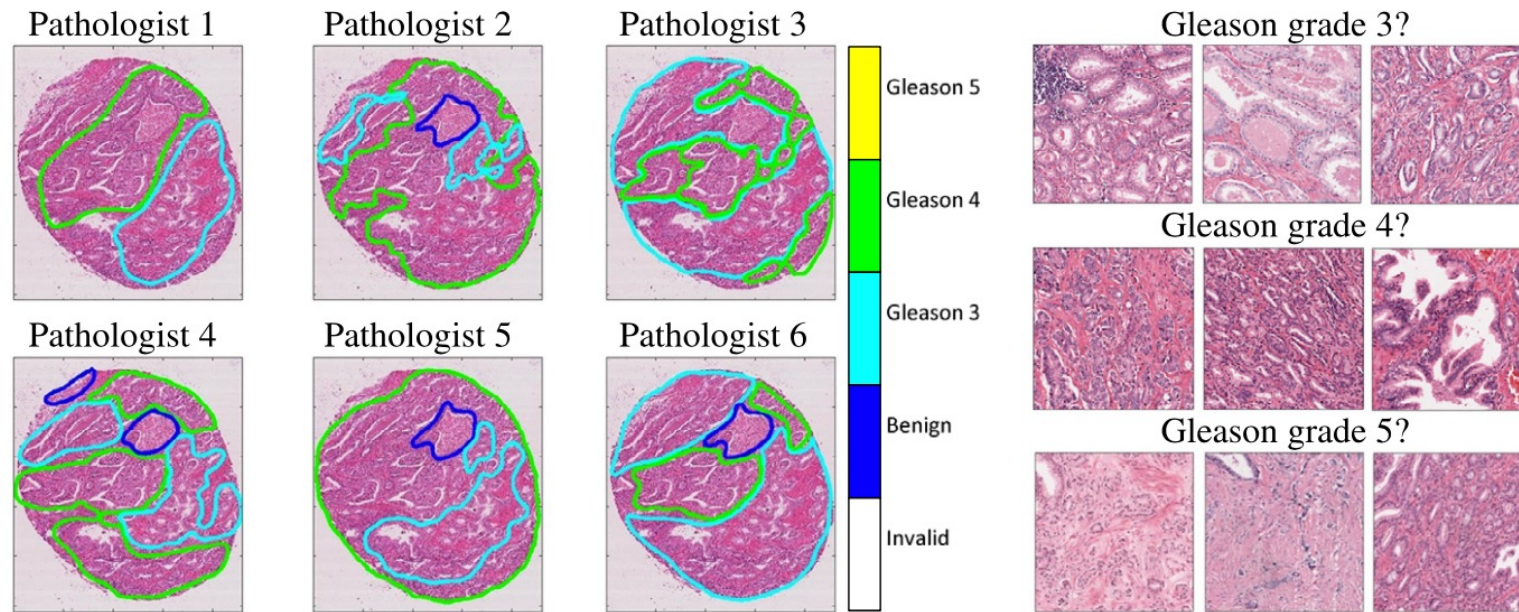 Pathologist 1
Pathologist 2
Pathologist 3
Pathologist 4
Pathologist 5
Pathologist 6
Gleason 5
Gleason 4
Gleason 3
Benign
Invalid
Gleason grade 3?
Gleason grade 4?
Gleason grade 5?